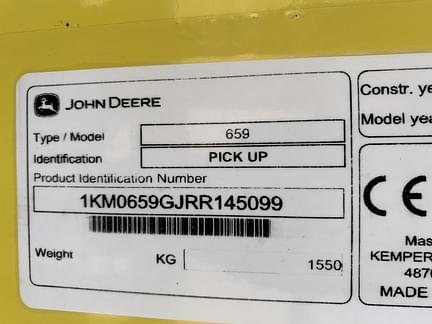 JOHN DEERE
Type / Model 659
Identification PICK UP
Product Identification Number
1KM0659GJRR145099
Weight KG 1550
Constr. ye
Model yea
CE
Mas
KEMPER
487
MADE